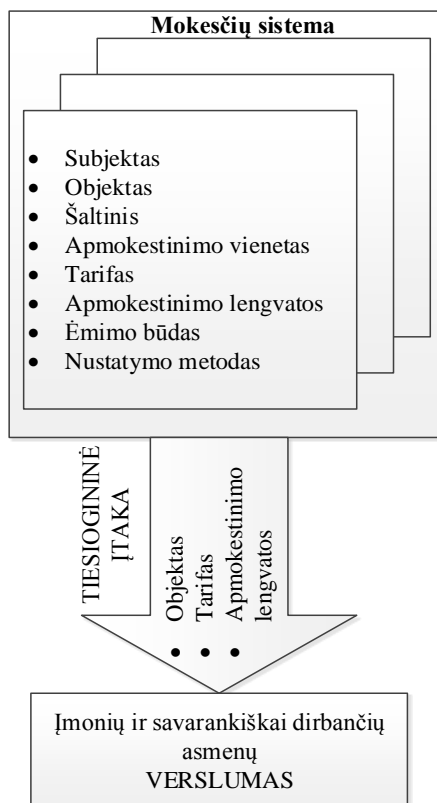 Mokesčių sistema
• Subjektas
• Objektas
• Šaltinis
• Apmokestinimo vienetas
• Tarifas
• Apmokestinimo lengvatos
• Ėmimo būdas
• Nustatymo metodas
TIESIOGININĖ
ĮTAKA
• Objektas
• Tarifas
• Apmokestinimo
lengvatos
Įmonių ir savarankiškai dirbančių
asmenų
VERSLUMAS